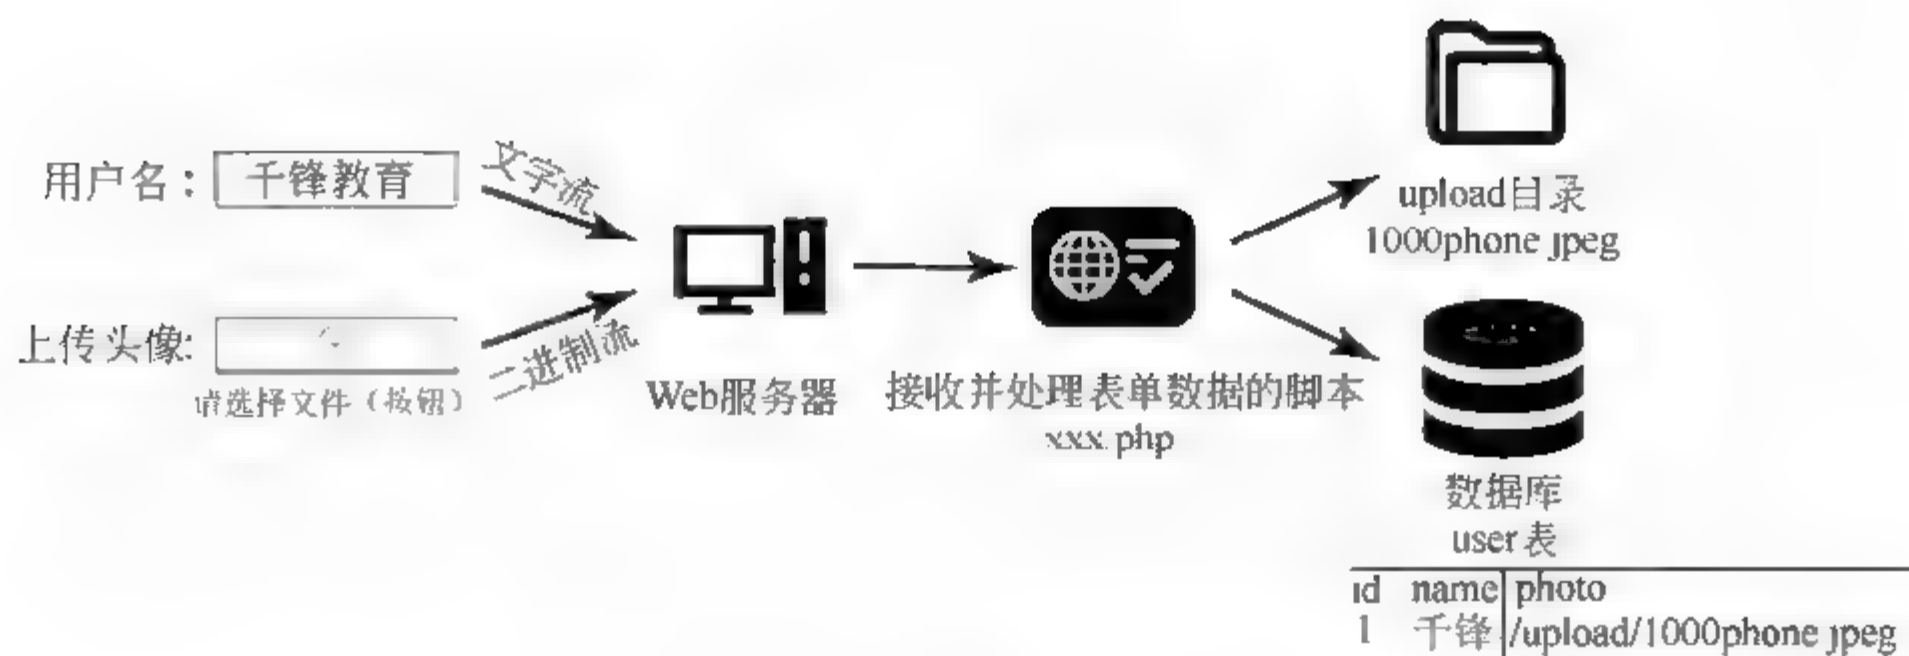 用户名：
千锋教育
文字流
上传头像:
请选择文件（按钮）
二进制流
Web服务器
接收并处理表单数据的脚本
xxx.php
upload目录
1000phone.jpeg
数据库
user表
id name photo
1 千锋 /upload/1000phone.jpeg